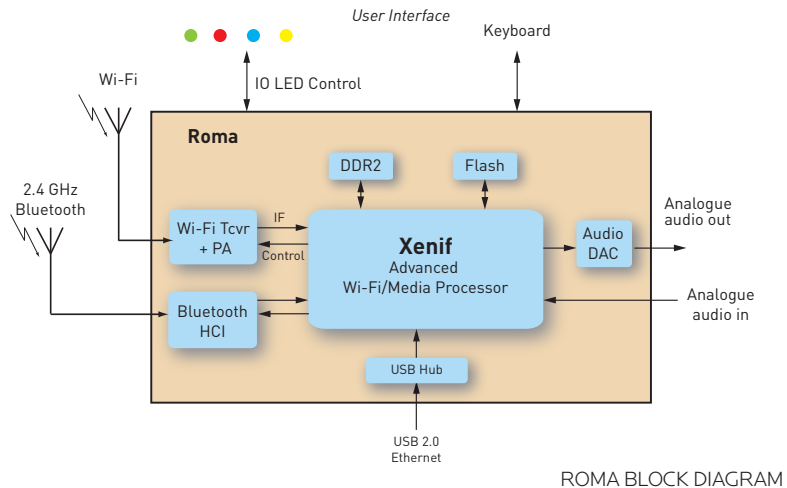 User Interface
Keyboard
IO LED Control
Wi-Fi
Roma
DDR2
Flash
2.4 GHz
Bluetooth
Wi-Fi Tcvr
+ PA
IF
Control
Xenif
Advanced
Wi-Fi/Media Processor
Audio
DAC
Analogue
audio out
Bluetooth
HCI
Analogue
audio in
USB Hub
USB 2.0
Ethernet
ROMA BLOCK DIAGRAM